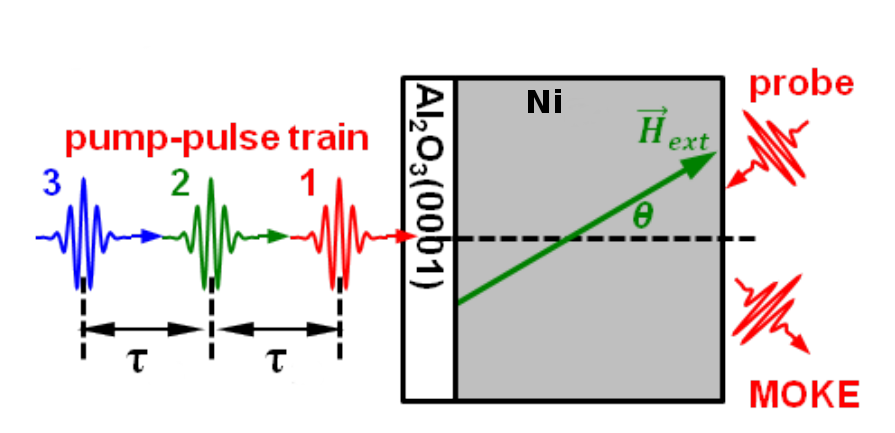 pump-pulse train
3 2 1
τ τ
Al₂O₃(0001)
Ni
H⃗ext
θ
probe
MOKE